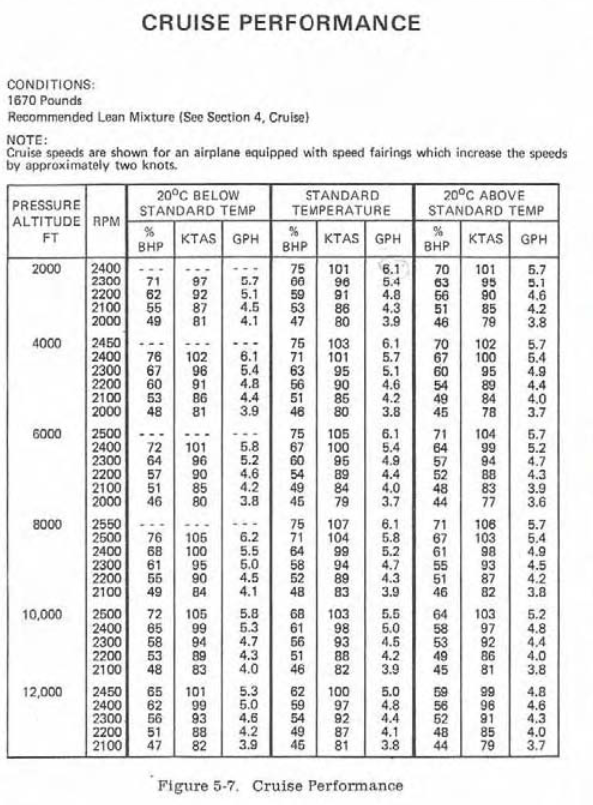 CRUISE PERFORMANCE
CONDITIONS:
1670 Pounds
Recommended Lean Mixture (See Section 4, Cruise)
NOTE:
Cruise speeds are shown for an airplane equipped with speed fairings which increase the speeds
by approximately two knots.
PRESSURE ALTITUDE FT RPM 20°C BELOW STANDARD TEMP STANDARD TEMPERATURE 20°C ABOVE STANDARD TEMP
% BHP KTAS GPH % BHP KTAS GPH % BHP KTAS GPH
2000 2400 --- --- --- 75 101 6.1 70 101 5.7
2300 71 97 5.7 66 96 5.4 63 95 5.1
2200 62 92 5.1 59 91 4.8 56 90 4.6
2100 55 87 4.5 53 86 4.3 51 85 4.2
2000 49 81 4.1 47 80 3.9 46 79 3.8
4000 2450 --- --- --- 75 103 6.1 70 102 5.7
2400 76 102 6.1 71 101 5.7 67 100 5.4
2300 67 96 5.4 63 95 5.1 60 95 4.9
2200 60 91 4.8 56 90 4.6 54 89 4.4
2100 53 86 4.4 51 85 4.2 49 84 4.0
2000 48 81 3.9 46 80 3.8 45 78 3.7
6000 2500 --- --- --- 75 105 6.1 71 104 5.7
2400 72 101 5.8 67 100 5.4 64 99 5.2
2300 64 96 5.2 60 95 4.9 57 94 4.7
2200 57 90 4.6 54 89 4.4 52 88 4.3
2100 51 85 4.2 49 84 4.0 48 83 3.9
2000 46 80 3.8 45 79 3.7 44 77 3.6
8000 2550 --- --- --- 75 107 6.1 71 106 5.7
2500 76 105 6.2 71 104 5.8 67 103 5.4
2400 68 100 5.5 64 99 5.2 61 98 4.9
2300 61 95 5.0 58 94 4.7 55 93 4.5
2200 55 90 4.5 52 89 4.3 51 87 4.2
2100 49 84 4.1 48 83 3.9 46 82 3.8
10,000 2500 72 105 5.8 68 103 5.5 64 103 5.2
2400 65 99 5.3 61 98 5.0 58 97 4.8
2300 58 94 4.7 56 93 4.5 53 92 4.4
2200 53 89 4.3 51 88 4.2 49 86 4.0
2100 48 83 4.0 46 82 3.9 45 81 3.8
12,000 2450 65 101 5.3 62 100 5.0 59 99 4.8
2400 62 99 5.0 59 97 4.8 56 96 4.6
2300 56 93 4.6 54 92 4.4 52 91 4.3
2200 51 88 4.2 49 87 4.1 48 85 4.0
2100 47 82 3.9 45 81 3.8 44 79 3.7
Figure 5-7. Cruise Performance